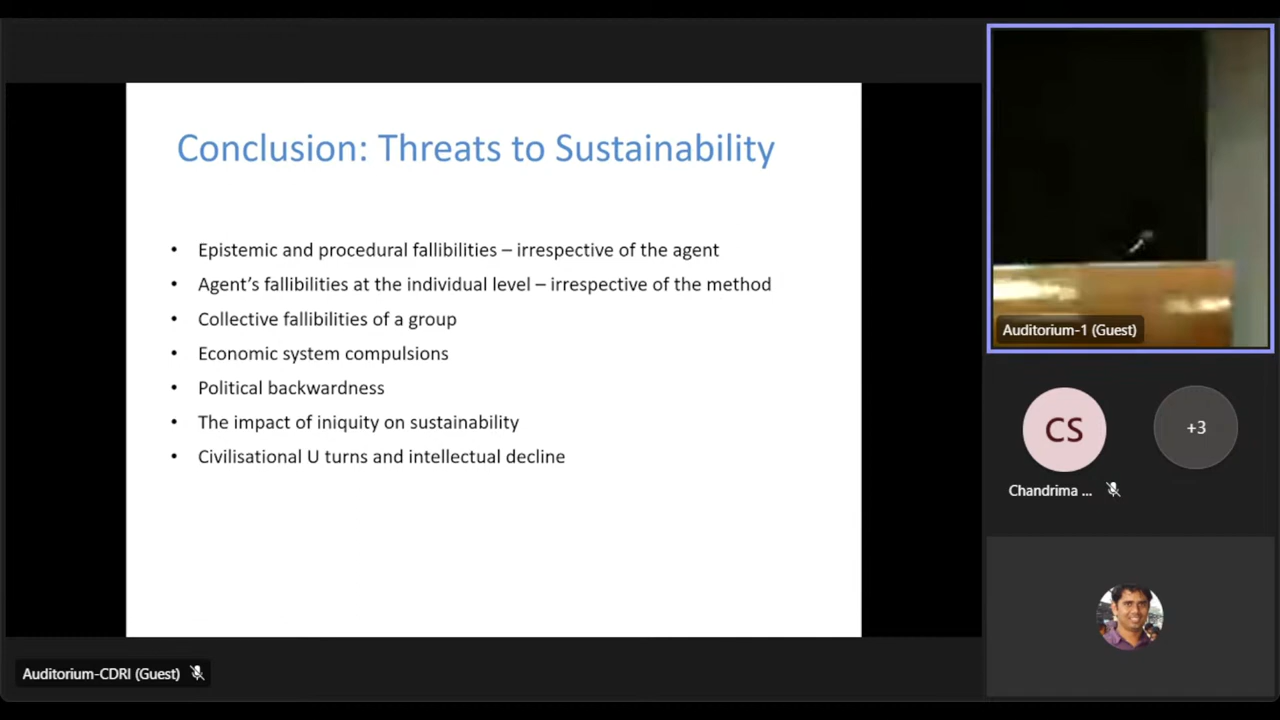 Conclusion: Threats to Sustainability
• Epistemic and procedural fallibilities – irrespective of the agent
• Agent's fallibilities at the individual level – irrespective of the method
• Collective fallibilities of a group
• Economic system compulsions
• Political backwardness
• The impact of iniquity on sustainability
• Civilisational U turns and intellectual decline
Auditorium-1 (Guest)
CS
+3
Chandrima ...
Auditorium-CDRI (Guest)